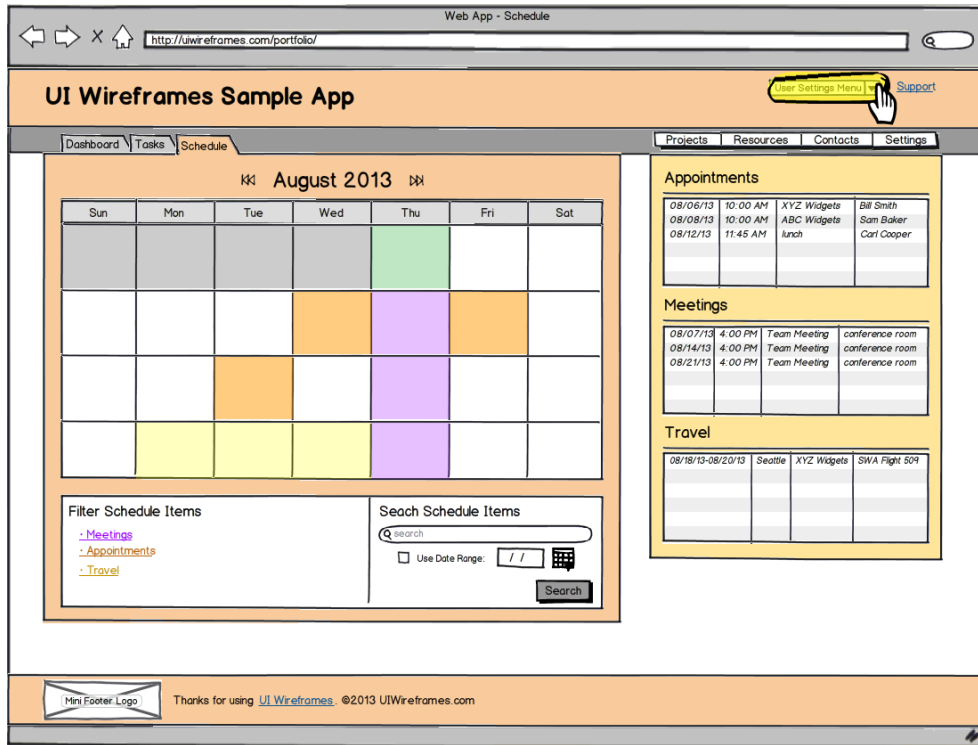 Web App - Schedule
http://uiwireframes.com/portfolio/
UI Wireframes Sample App
User Settings Menu
Support
Dashboard Tasks Schedule
Projects Resources Contacts Settings
August 2013
Sun Mon Tue Wed Thu Fri Sat
Filter Schedule Items
· Meetings
· Appointments
· Travel
Seach Schedule Items
search
Use Date Range: / /
Search
Appointments
08/06/13 10:00 AM XYZ Widgets Bill Smith
08/08/13 10:00 AM ABC Widgets Sam Baker
08/12/13 11:45 AM lunch Carl Cooper
Meetings
08/07/13 4:00 PM Team Meeting conference room
08/14/13 4:00 PM Team Meeting conference room
08/21/13 4:00 PM Team Meeting conference room
Travel
08/18/13-08/20/13 Seattle XYZ Widgets SWA Flight 509
Mini Footer Logo
Thanks for using UI Wireframes. ©2013 UIWireframes.com